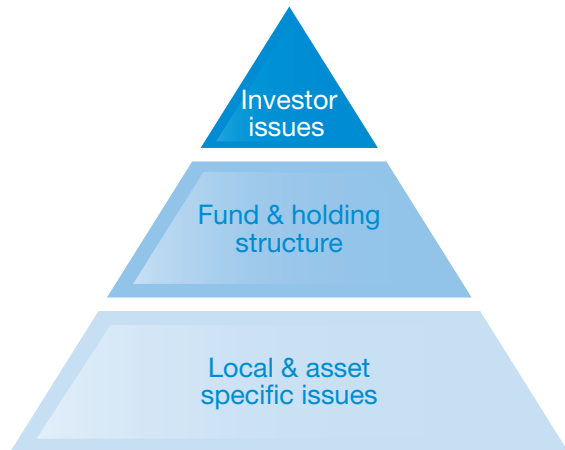 Investor
issues
Fund & holding
structure
Local & asset
specific issues